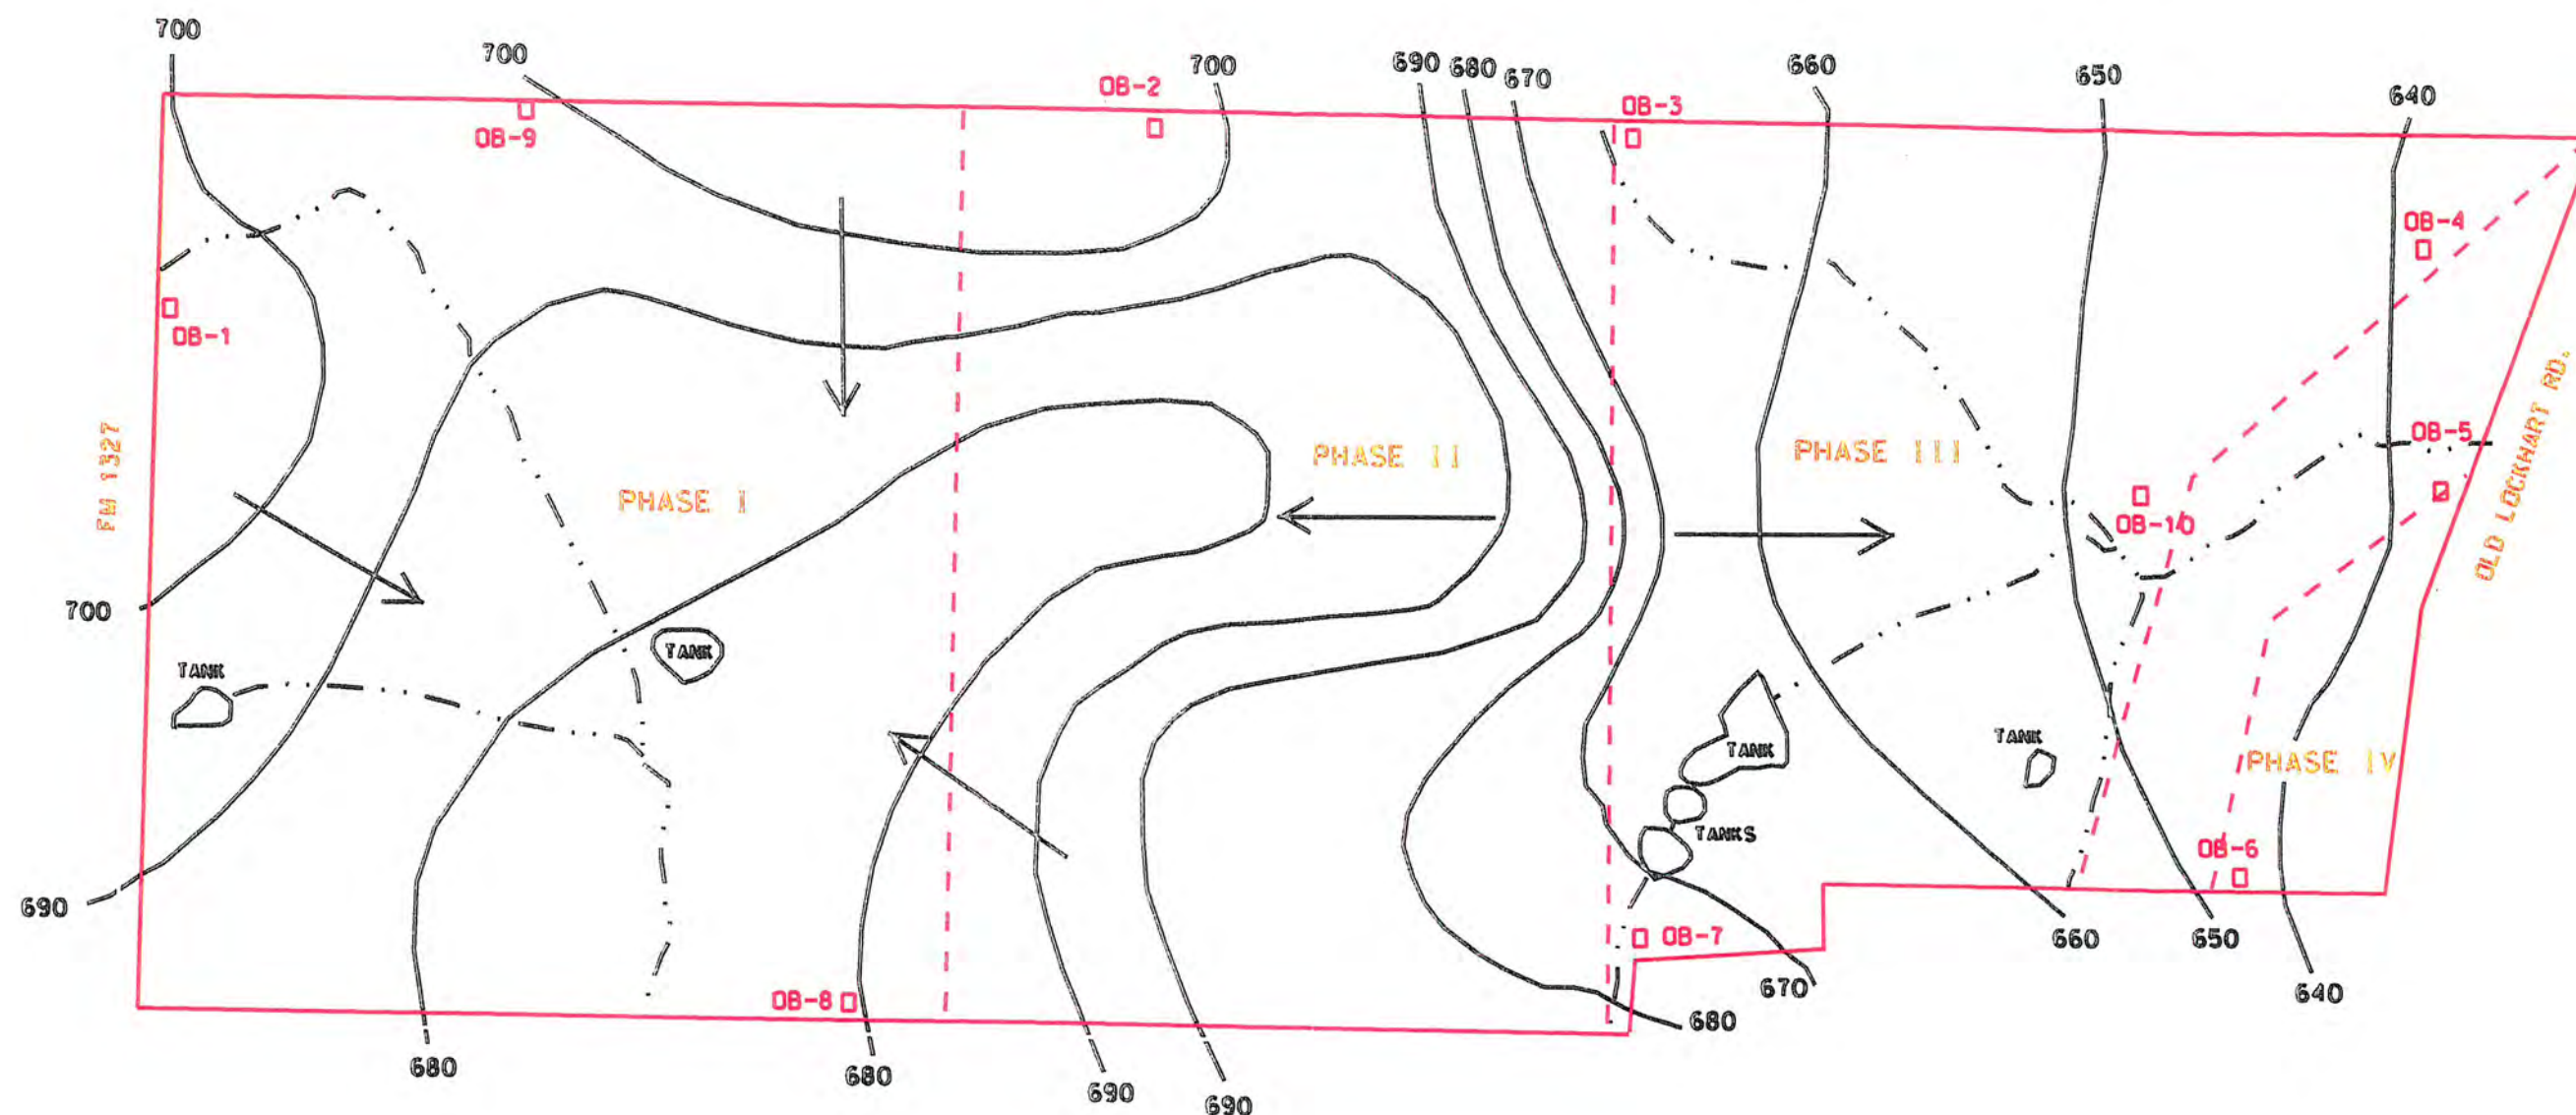 700
700
OB-2
700
690
680
670
660
650
640
OB-9
OB-3
OB-4
OB-1
OB-5
PHASE I
PHASE II
PHASE III
FM 1327
OLD LOCKHART RD.
OB-10
700
TANK
TANK
TANK
TANK
PHASE IV
TANKS
OB-6
690
OB-7
660
650
OB-8
670
640
680
680
680
690
690